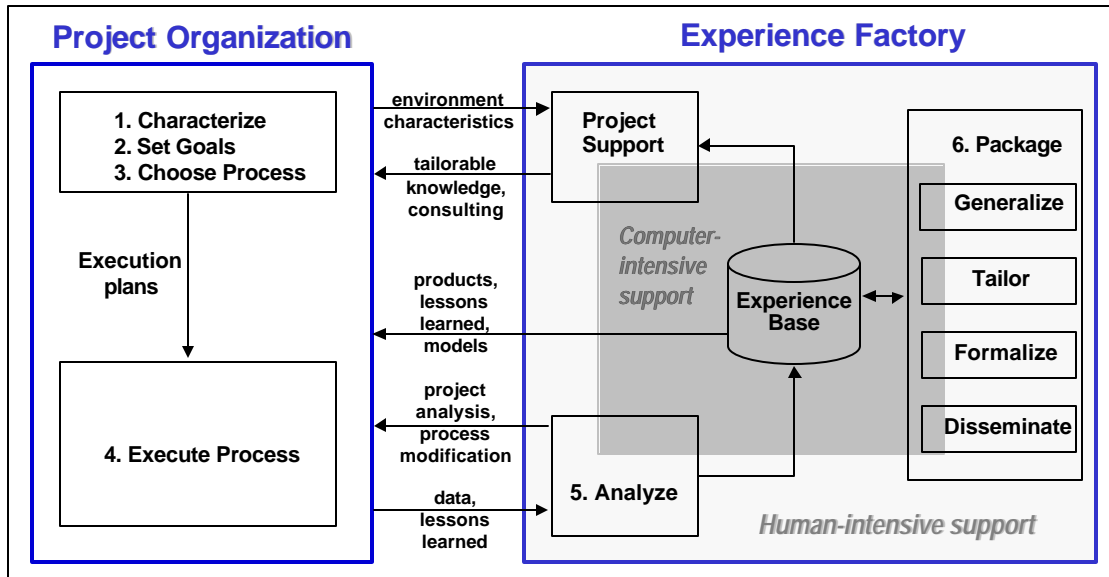 Project Organization
Experience Factory
1. Characterize
2. Set Goals
3. Choose Process
Execution
plans
4. Execute Process
environment
characteristics
tailorable
knowledge,
consulting
products,
lessons
learned,
models
project
analysis,
process
modification
data,
lessons
learned
Project
Support
Computer-
intensive
support
Experience
Base
5. Analyze
6. Package
Generalize
Tailor
Formalize
Disseminate
Human-intensive support